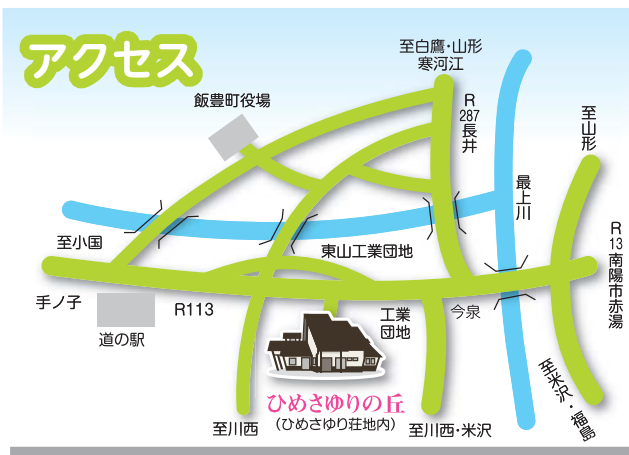 アクセス
至白鷹・山形
寒河江
飯豊町役場
R
287
長井
至山形
最上川
至小国
東山工業団地
R
13
南陽市赤湯
手ノ子
R113
道の駅
工業
団地
今泉
ひめさゆりの丘
（ひめさゆり荘地内）
至川西
至川西・米沢
至米沢・福島